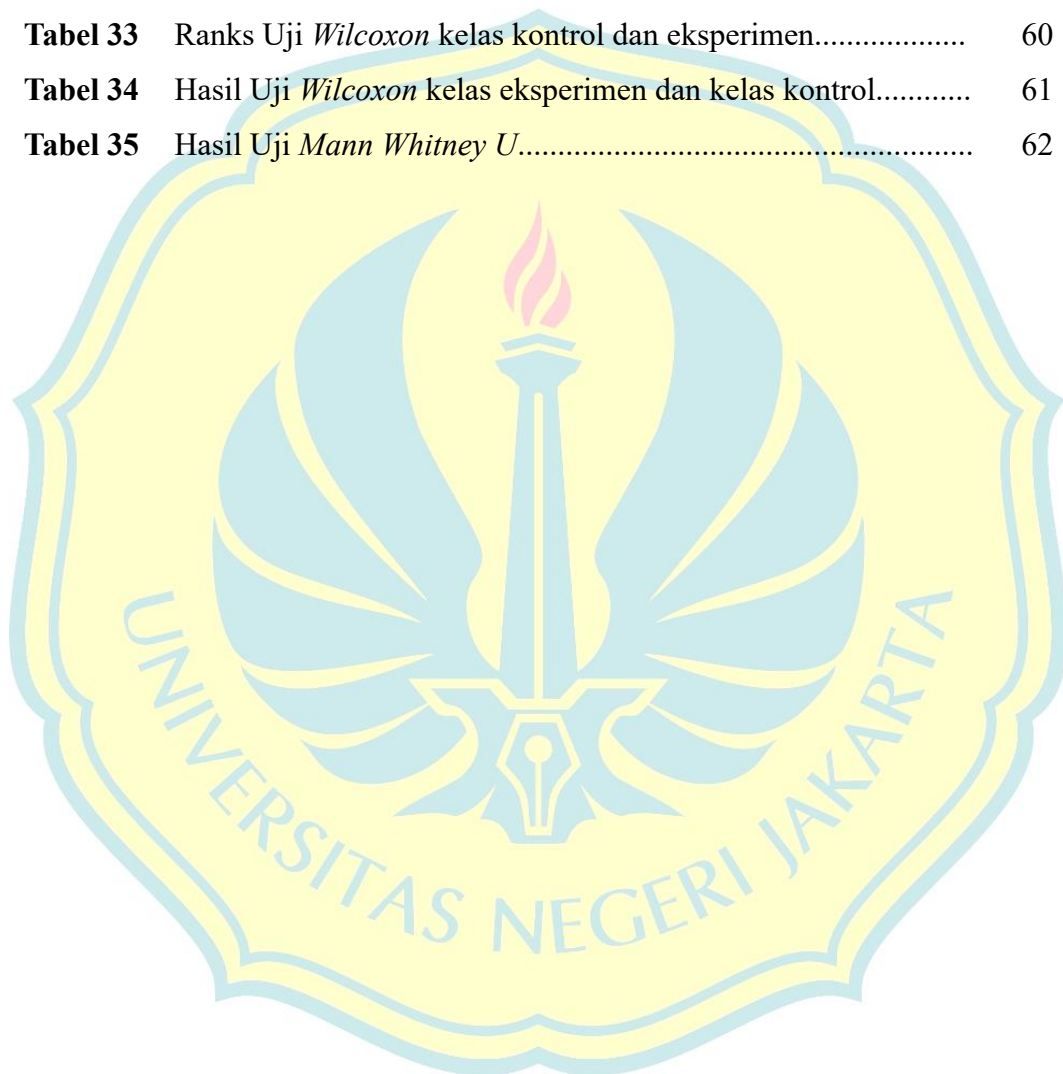 Tabel 33 Ranks Uji Wilcoxon kelas kontrol dan eksperimen................... 60
Tabel 34 Hasil Uji Wilcoxon kelas eksperimen dan kelas kontrol............ 61
Tabel 35 Hasil Uji Mann Whitney U......................................................... 62
UNIVERSITAS NEGERI JAKARTA